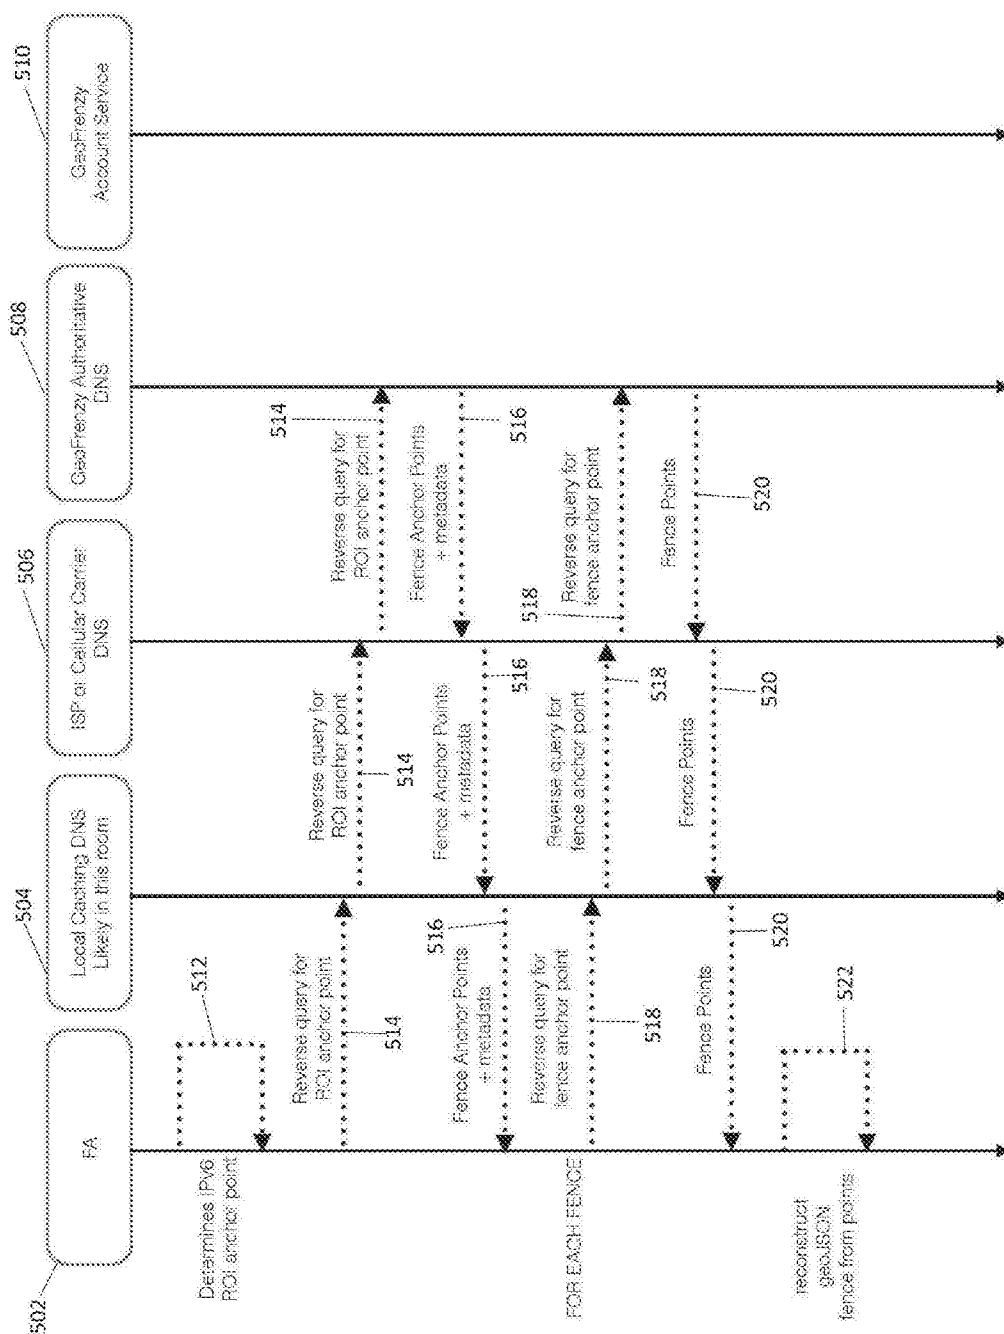 502
FA
504
Local Caching DNS
Likely in this room
506
ISP or Cellular Carrier
DNS
508
GeoFrenzy Authoritative
DNS
510
GeoFrenzy
Account Service
Determines IPV6
ROI anchor point
512
Reverse query for
ROI anchor point
514
Reverse query for
ROI anchor point
514
Reverse query for
ROI anchor point
514
Fence Anchor Points
+ metadata
516
Fence Anchor Points
+ metadata
516
Fence Anchor Points
+ metadata
516
FOR EACH FENCE
Reverse query for
fence anchor point
518
Reverse query for
fence anchor point
518
Reverse query for
fence anchor point
518
Fence Points
520
Fence Points
520
Fence Points
520
reconstruct
geoJSON
fence from points
522